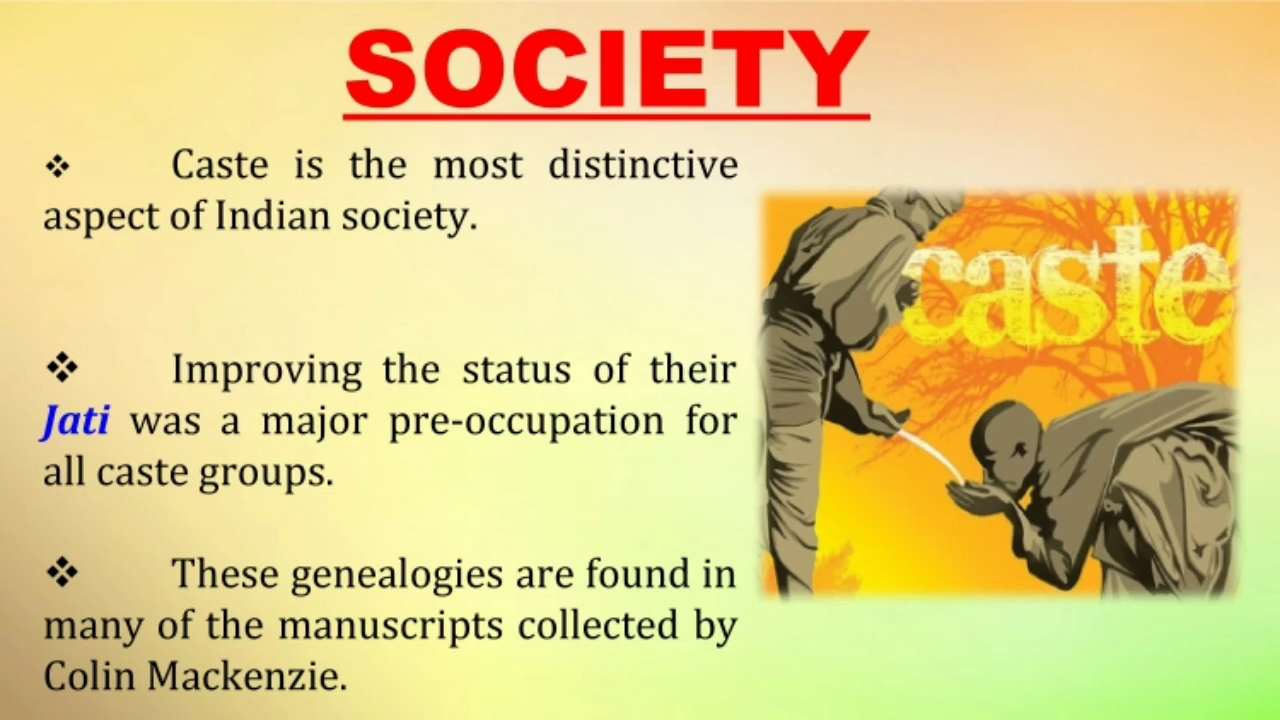 SOCIETY
❖ Caste is the most distinctive
aspect of Indian society.
❖ Improving the status of their
Jati was a major pre-occupation for
all caste groups.
❖ These genealogies are found in
many of the manuscripts collected by
Colin Mackenzie.
caste